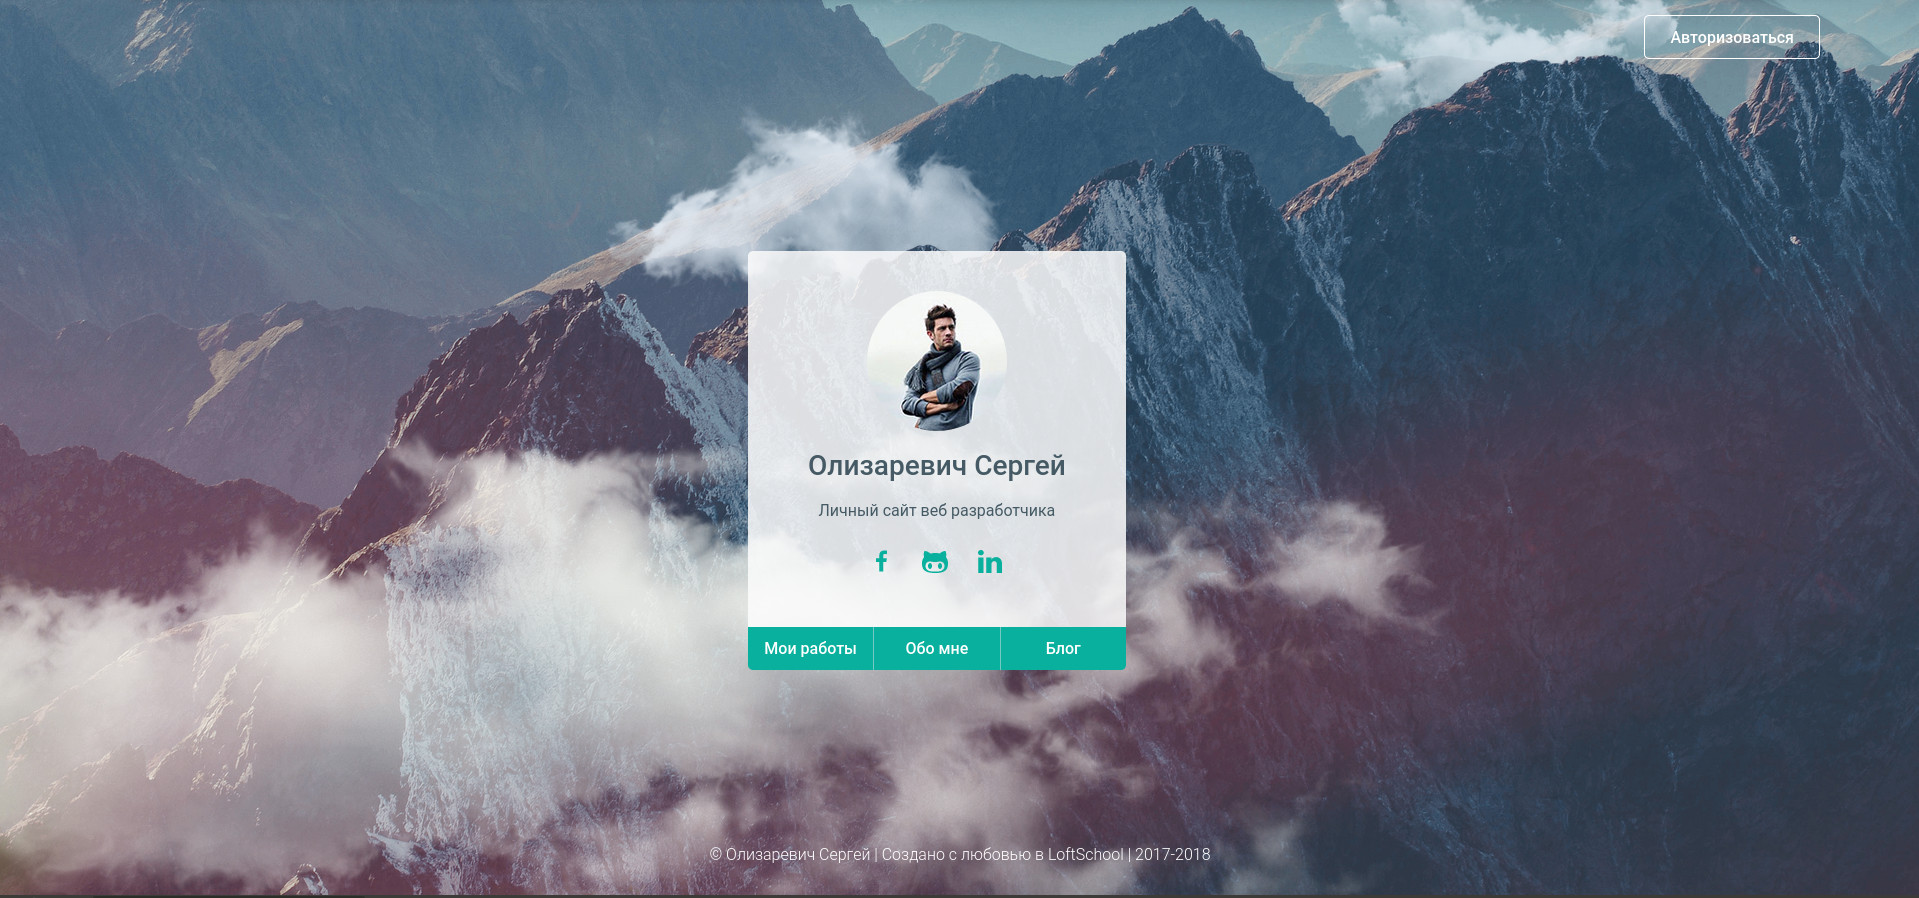 Авторизоваться
Олизаревич Сергей
Личный сайт веб разработчика
Мои работы
Обо мне
Блог
© Олизаревич Сергей | Создано с любовью в LoftSchool | 2017-2018